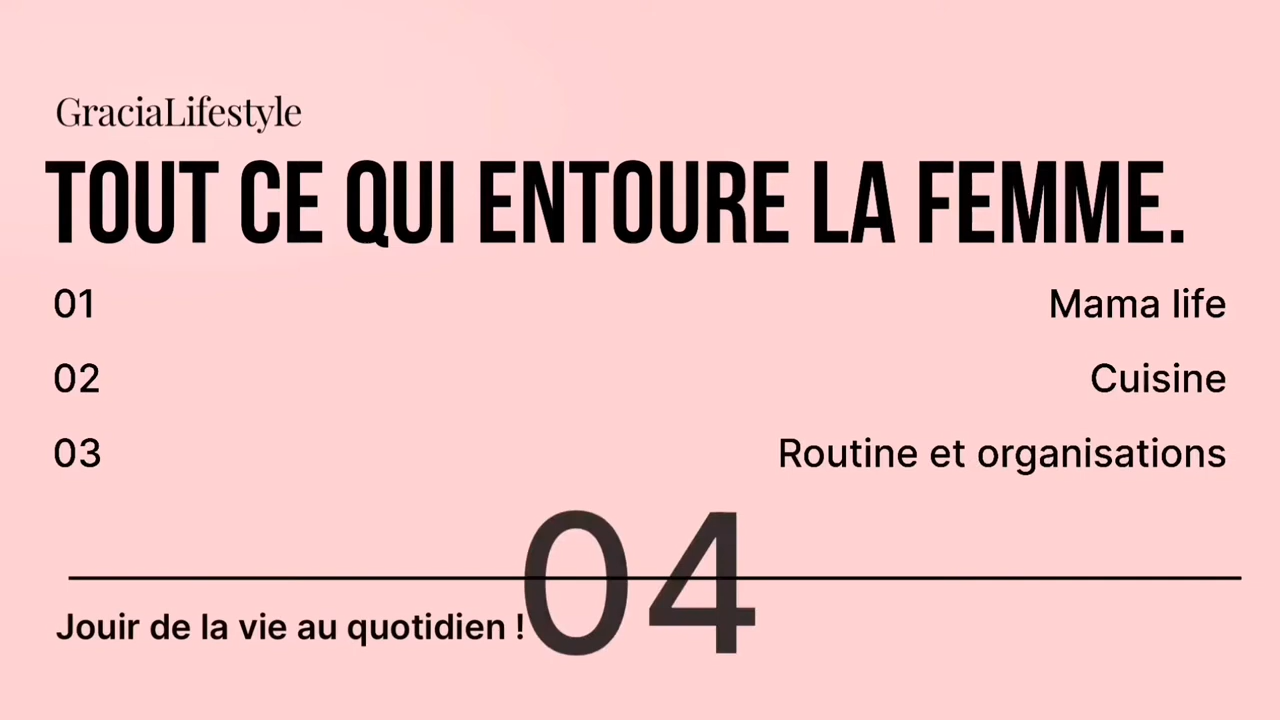 GraciaLifestyle
TOUT CE QUI ENTOURE LA FEMME.
01 Mama life
02 Cuisine
03 Routine et organisations
04
Jouir de la vie au quotidien !